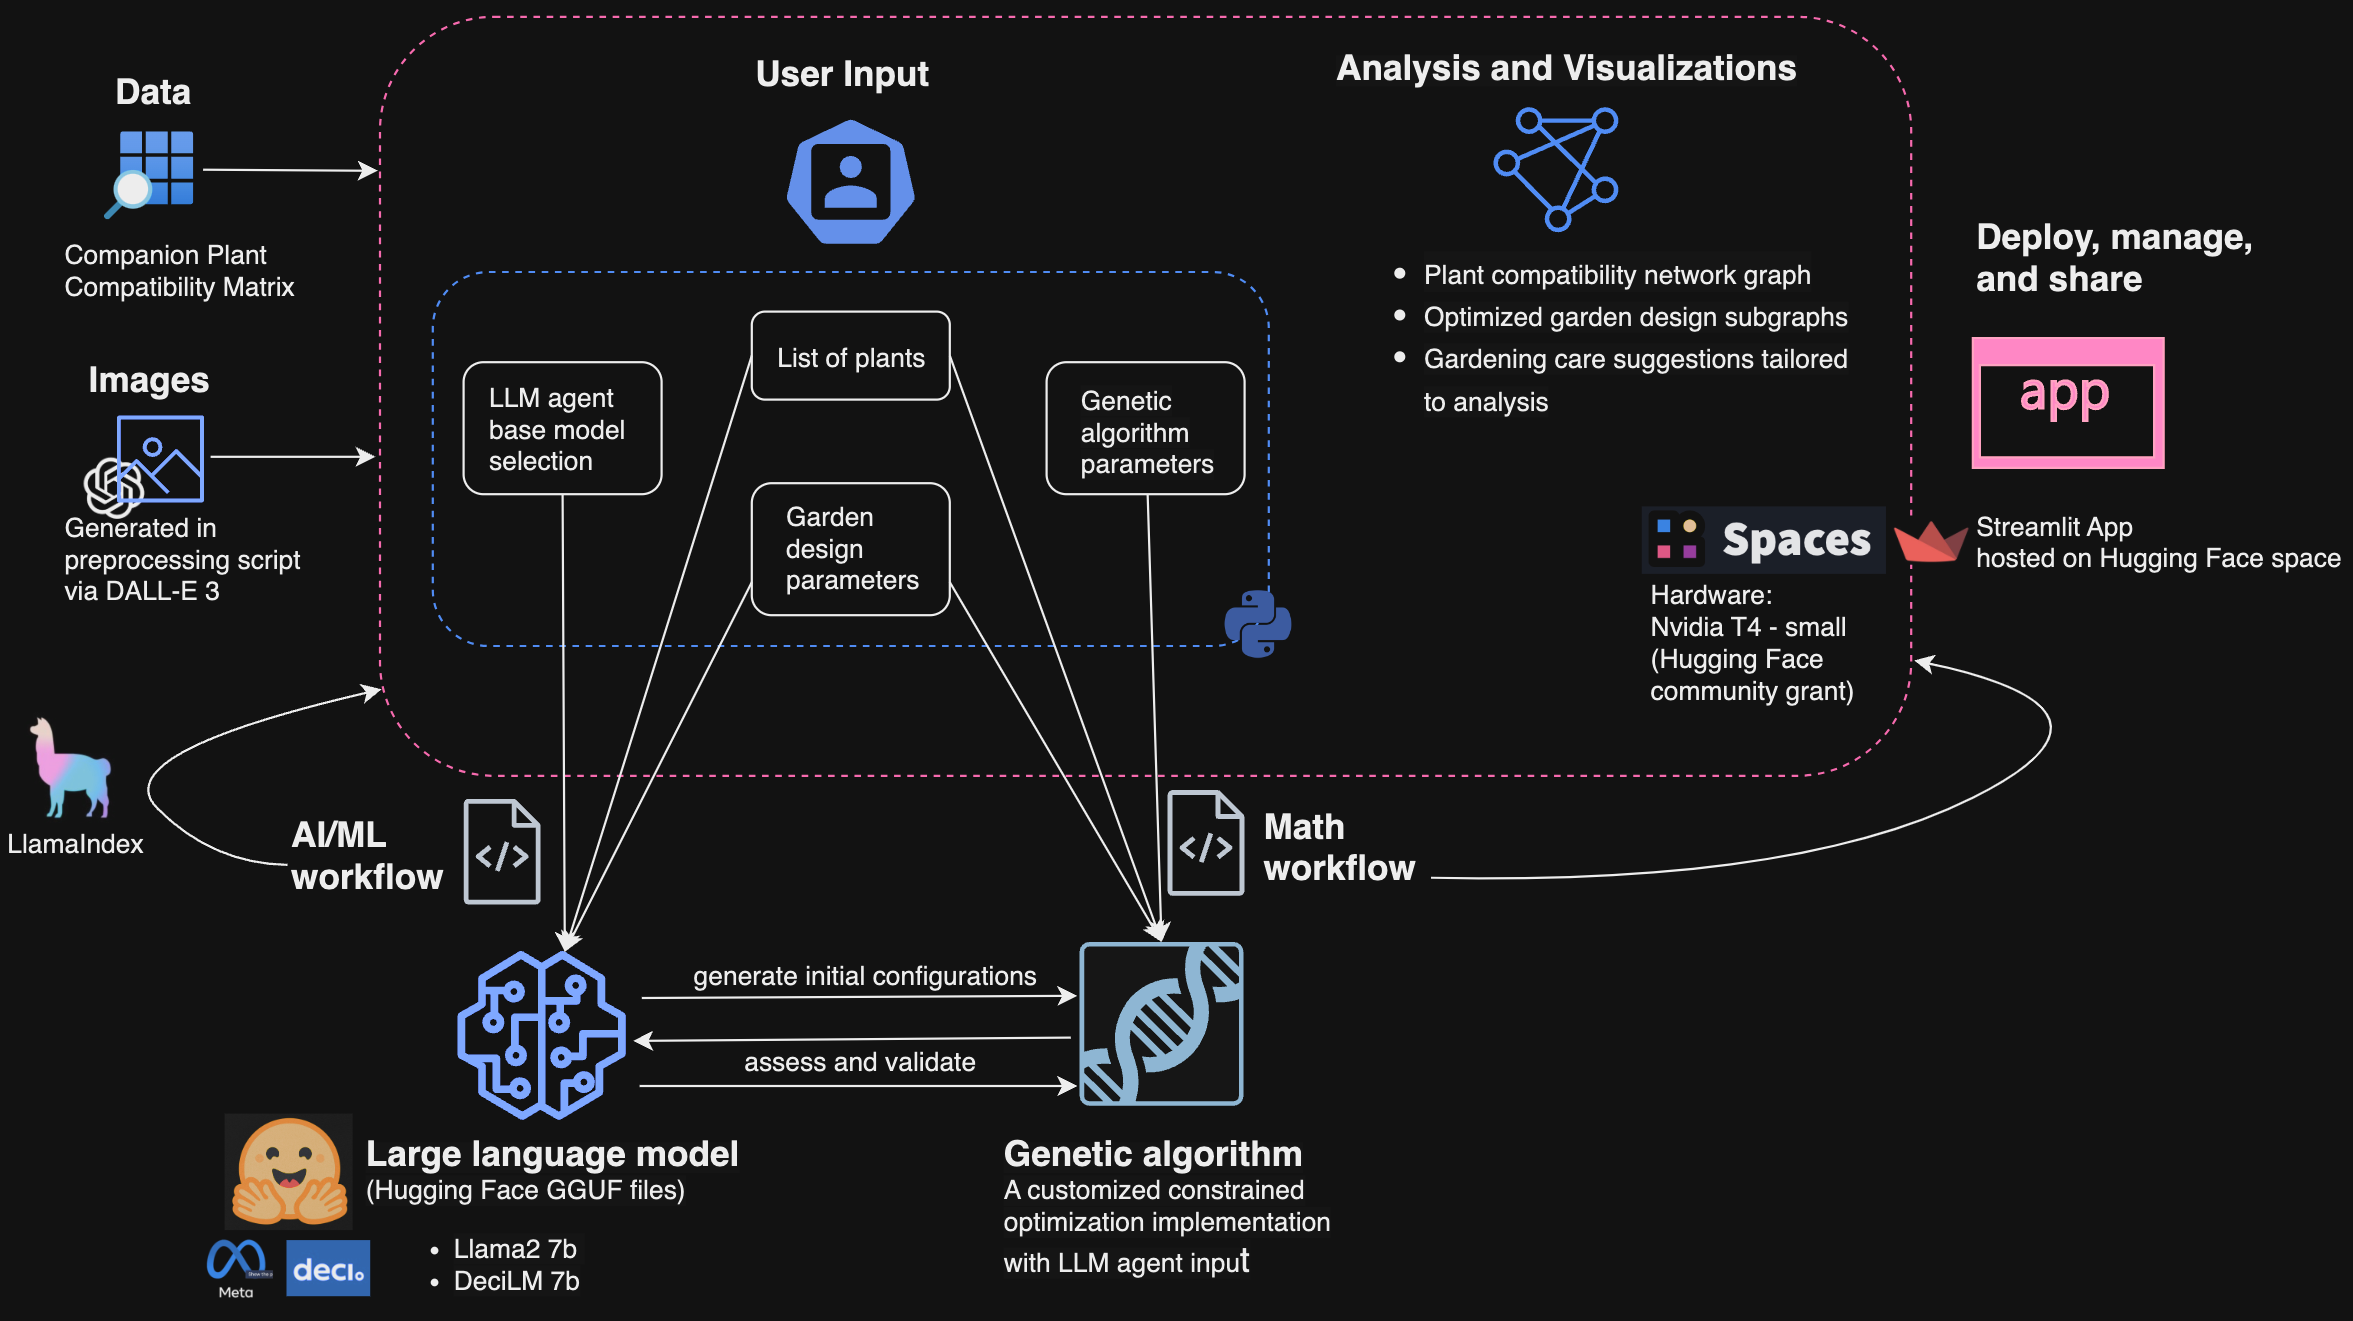 Data
Companion Plant
Compatibility Matrix
Images
Generated in
preprocessing script
via DALL-E 3
LlamaIndex
User Input
LLM agent
base model
selection
List of plants
Garden
design
parameters
Genetic
algorithm
parameters
Analysis and Visualizations
• Plant compatibility network graph
• Optimized garden design subgraphs
• Gardening care suggestions tailored
to analysis
Spaces
Hardware:
Nvidia T4 - small
(Hugging Face
community grant)
Deploy, manage,
and share
app
Streamlit App
hosted on Hugging Face space
AI/ML
workflow
</>
</>
Math
workflow
generate initial configurations
assess and validate
Large language model
(Hugging Face GGUF files)
• Llama2 7b
• DeciLM 7b
Meta
deci.
Genetic algorithm
A customized constrained
optimization implementation
with LLM agent input